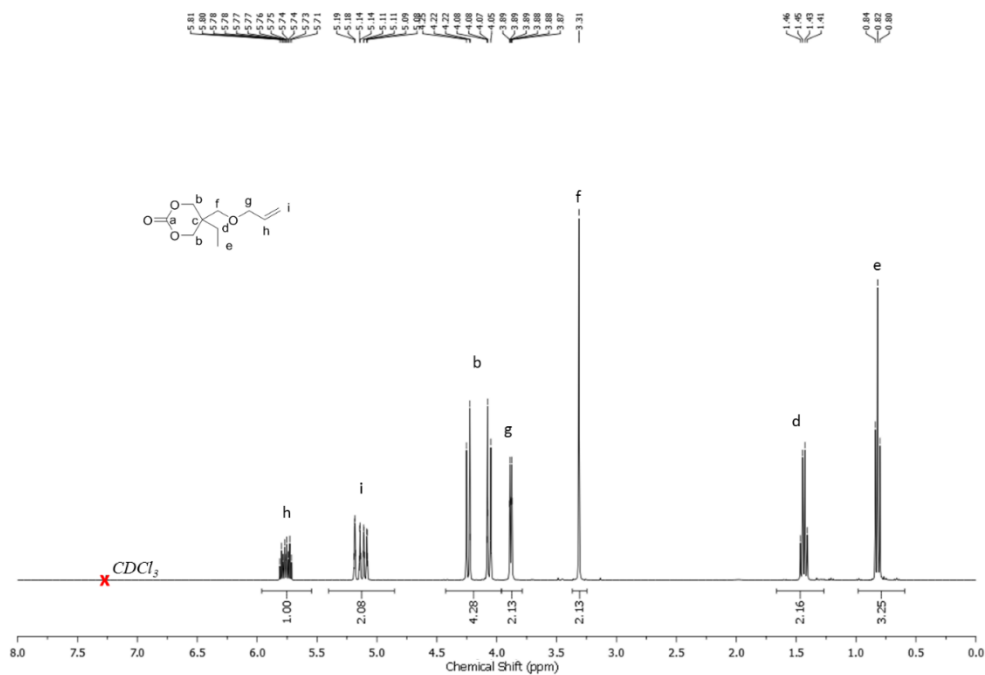 5.81 5.80 5.78 5.78 5.77 5.77 5.76 5.75 5.74 5.74 5.73 5.71 5.19 5.18 5.14 5.14 5.11 5.11 5.09 5.08 4.25 4.22 4.22 4.08 4.08 4.07 4.05 3.89 3.89 3.89 3.88 3.88 3.87 3.31 1.46 1.45 1.43 1.41 0.84 0.82 0.80
b f g
O O
O a c O i
O d h
b e
f
e
b
d
g
i
h
CDCl₃
1.00 2.08 4.28 2.13 2.13 2.16 3.25
8.0 7.5 7.0 6.5 6.0 5.5 5.0 4.5 4.0 3.5 3.0 2.5 2.0 1.5 1.0 0.5 0.0
Chemical Shift (ppm)